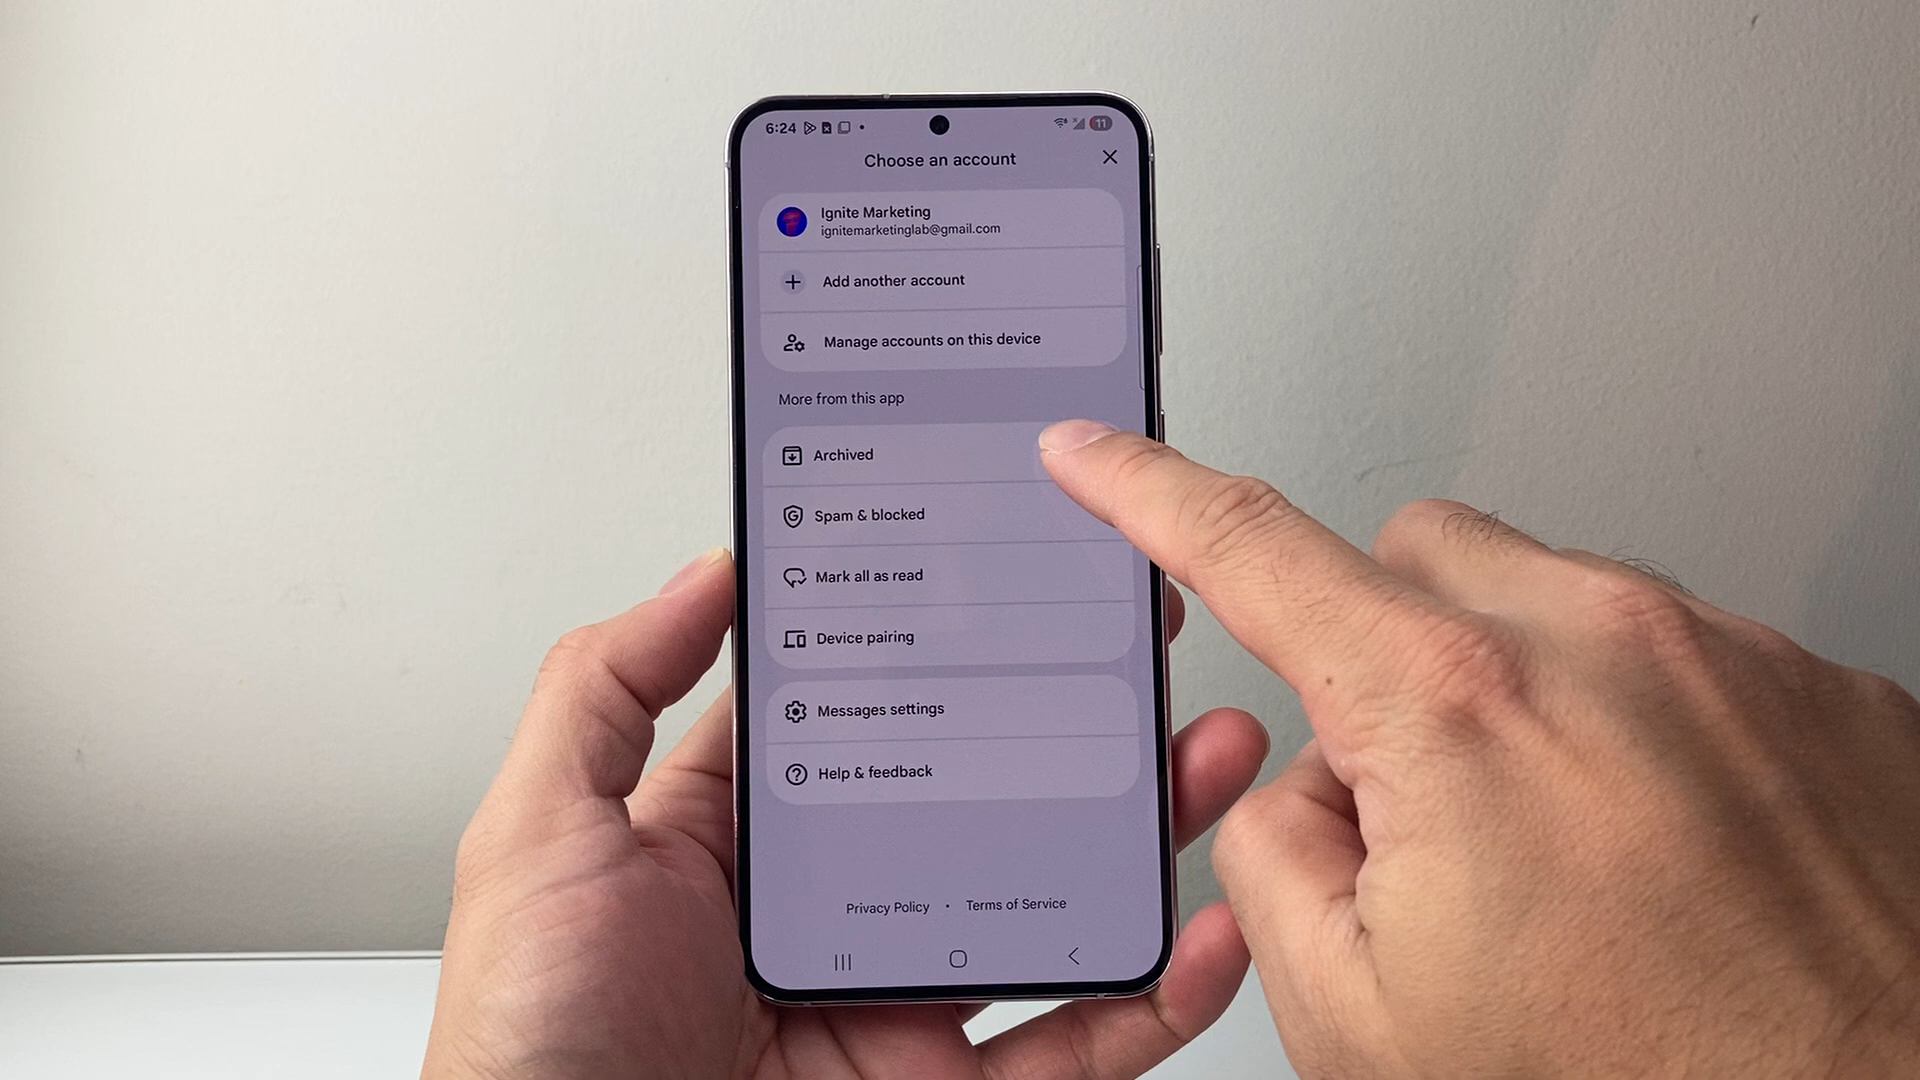 6:24
11
Choose an account
Ignite Marketing
ignitemarketinglab@gmail.com
Add another account
Manage accounts on this device
More from this app
Archived
Spam & blocked
Mark all as read
Device pairing
Messages settings
Help & feedback
Privacy Policy • Terms of Service